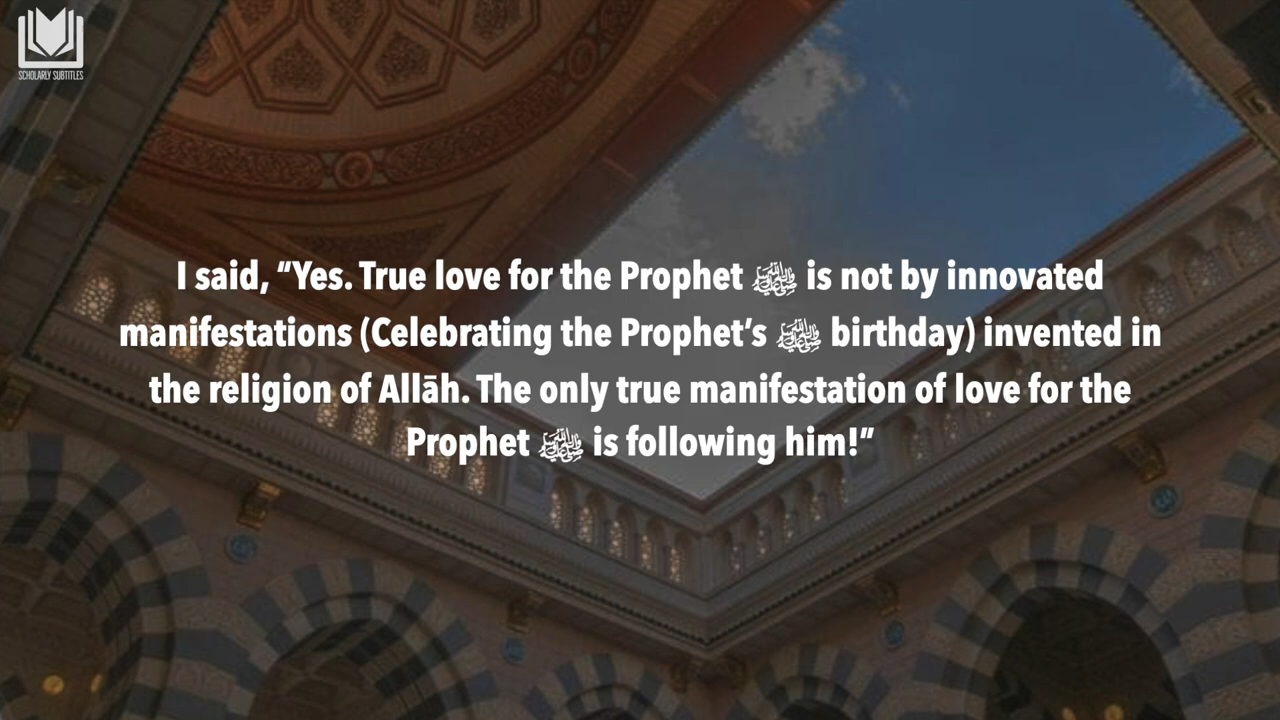 SCHOLARLY SUBTITLES
I said, “Yes. True love for the Prophet ﷺ is not by innovated
manifestations (Celebrating the Prophet’s ﷺ birthday) invented in
the religion of Allāh. The only true manifestation of love for the
Prophet ﷺ is following him!”